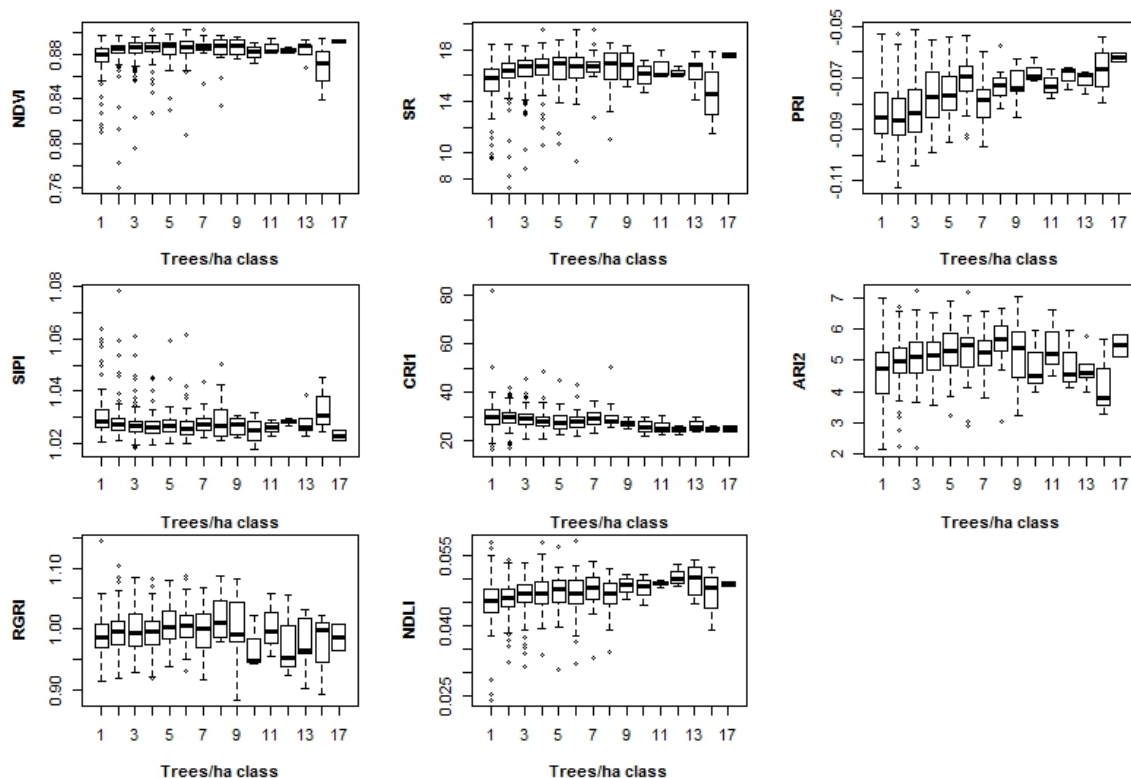 NDVI
0.76 0.80 0.84 0.88
1 3 5 7 9 11 13 17
Trees/ha class
SR
8 10 14 18
1 3 5 7 9 11 13 17
Trees/ha class
PRI
-0.11 -0.09 -0.07 -0.05
1 3 5 7 9 11 13 17
Trees/ha class
SIPI
1.02 1.04 1.06 1.08
1 3 5 7 9 11 13 17
Trees/ha class
CRI1
20 40 60 80
1 3 5 7 9 11 13 17
Trees/ha class
ARI2
2 3 4 5 6 7
1 3 5 7 9 11 13 17
Trees/ha class
RGRI
0.90 1.00 1.10
1 3 5 7 9 11 13 17
Trees/ha class
NDLI
0.025 0.040 0.055
1 3 5 7 9 11 13 17
Trees/ha class